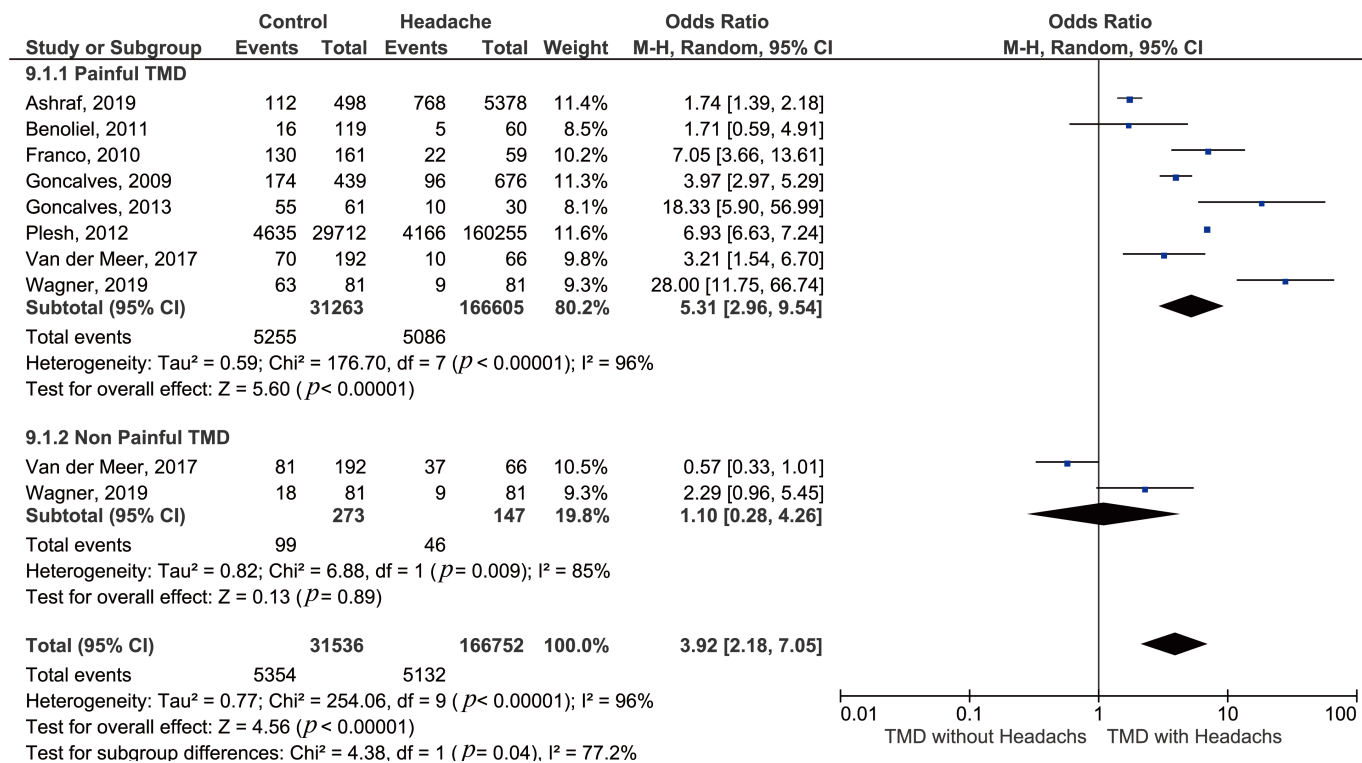 Control Headache Odds Ratio Odds Ratio
Study or Subgroup Events Total Events Total Weight M-H, Random, 95% CI M-H, Random, 95% CI
9.1.1 Painful TMD
Ashraf, 2019 112 498 768 5378 11.4% 1.74 [1.39, 2.18]
Benoliel, 2011 16 119 5 60 8.5% 1.71 [0.59, 4.91]
Franco, 2010 130 161 22 59 10.2% 7.05 [3.66, 13.61]
Goncalves, 2009 174 439 96 676 11.3% 3.97 [2.97, 5.29]
Goncalves, 2013 55 61 10 30 8.1% 18.33 [5.90, 56.99]
Plesh, 2012 4635 29712 4166 160255 11.6% 6.93 [6.63, 7.24]
Van der Meer, 2017 70 192 10 66 9.8% 3.21 [1.54, 6.70]
Wagner, 2019 63 81 9 81 9.3% 28.00 [11.75, 66.74]
Subtotal (95% CI) 31263 166605 80.2% 5.31 [2.96, 9.54]
Total events 5255 5086
Heterogeneity: Tau² = 0.59; Chi² = 176.70, df = 7 (p < 0.00001); I² = 96%
Test for overall effect: Z = 5.60 (p< 0.00001)
9.1.2 Non Painful TMD
Van der Meer, 2017 81 192 37 66 10.5% 0.57 [0.33, 1.01]
Wagner, 2019 18 81 9 81 9.3% 2.29 [0.96, 5.45]
Subtotal (95% CI) 273 147 19.8% 1.10 [0.28, 4.26]
Total events 99 46
Heterogeneity: Tau² = 0.82; Chi² = 6.88, df = 1 (p= 0.009); I² = 85%
Test for overall effect: Z = 0.13 (p= 0.89)
Total (95% CI) 31536 166752 100.0% 3.92 [2.18, 7.05]
Total events 5354 5132
Heterogeneity: Tau² = 0.77; Chi² = 254.06, df = 9 (p< 0.00001); I² = 96%
Test for overall effect: Z = 4.56 (p< 0.00001)
Test for subgroup differences: Chi² = 4.38, df = 1 (p= 0.04), I² = 77.2%
0.01 0.1 1 10 100
TMD without Headachs TMD with Headachs